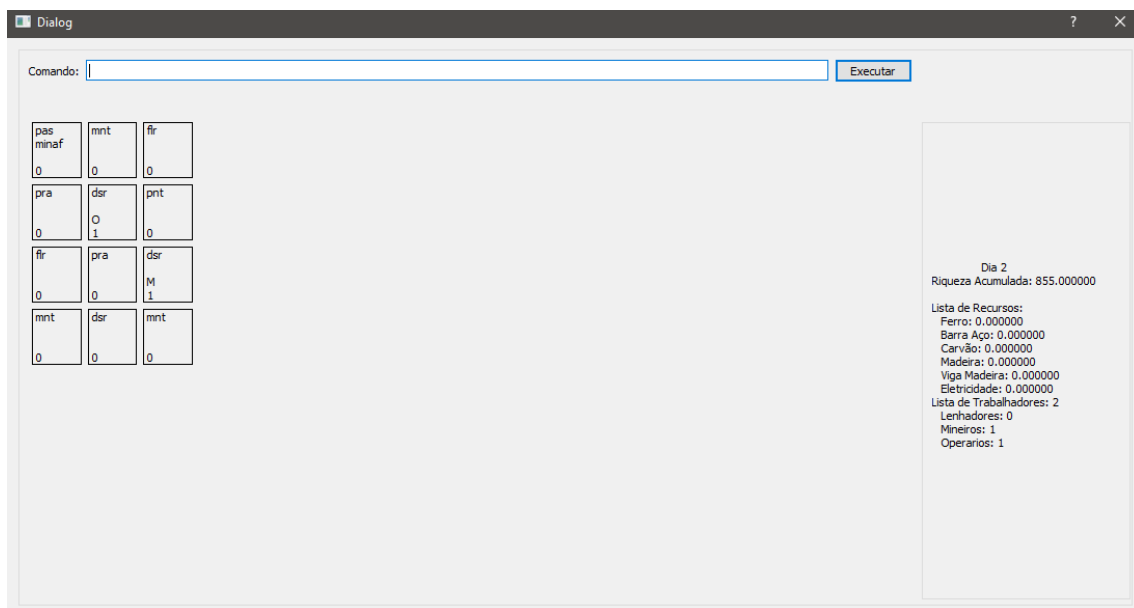 Dialog ? ×
Comando: Executar
pas mnt flr
minaf
0 0 0
pra dsr pnt
O
0 1 0
flr pra dsr
M
0 0 1
mnt dsr mnt
0 0 0
Dia 2
Riqueza Acumulada: 855.000000
Lista de Recursos:
Ferro: 0.000000
Barra Aço: 0.000000
Carvão: 0.000000
Madeira: 0.000000
Viga Madeira: 0.000000
Eletricidade: 0.000000
Lista de Trabalhadores: 2
Lenhadores: 0
Mineiros: 1
Operarios: 1